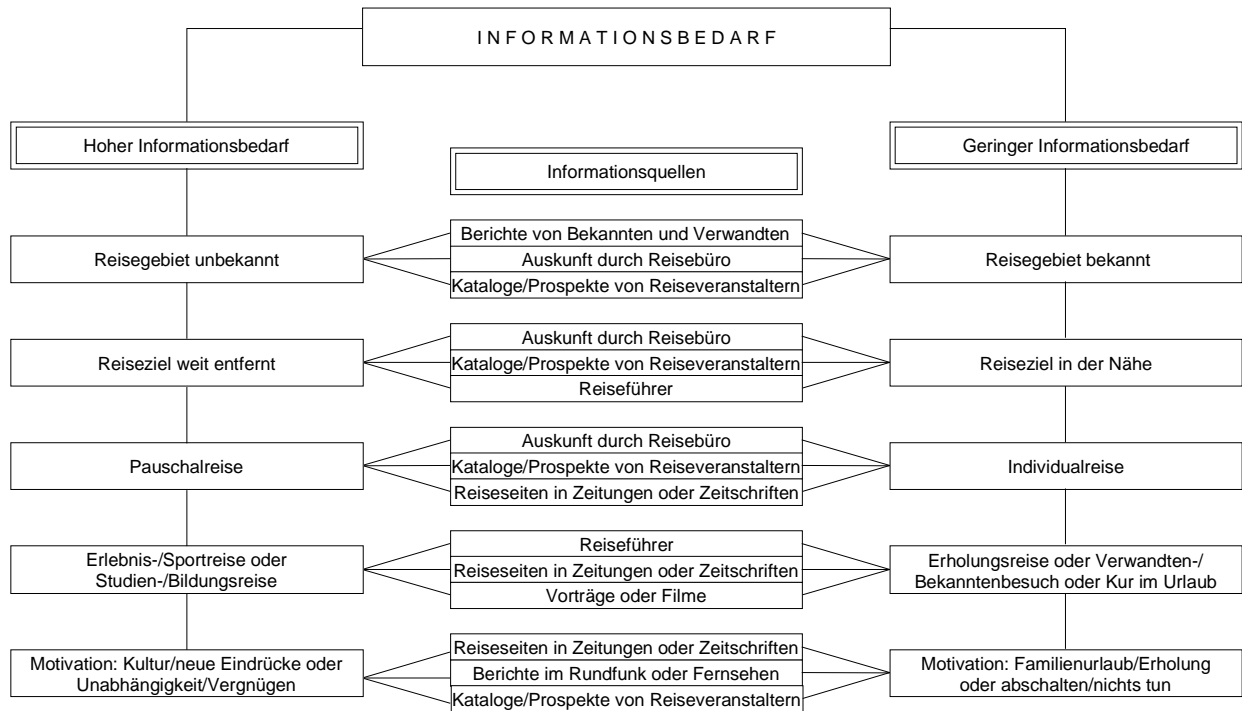 INFORMATIONSBEDARF
Hoher Informationsbedarf
Geringer Informationsbedarf
Informationsquellen
Reisegebiet unbekannt
Berichte von Bekannten und Verwandten
Auskunft durch Reisebüro
Kataloge/Prospekte von Reiseveranstaltern
Reisegebiet bekannt
Reiseziel weit entfernt
Auskunft durch Reisebüro
Kataloge/Prospekte von Reiseveranstaltern
Reiseführer
Reiseziel in der Nähe
Pauschalreise
Auskunft durch Reisebüro
Kataloge/Prospekte von Reiseveranstaltern
Reiseseiten in Zeitungen oder Zeitschriften
Individualreise
Erlebnis-/Sportreise oder
Studien-/Bildungsreise
Reiseführer
Reiseseiten in Zeitungen oder Zeitschriften
Vorträge oder Filme
Erholungsreise oder Verwandten-/
Bekanntenbesuch oder Kur im Urlaub
Motivation: Kultur/neue Eindrücke oder
Unabhängigkeit/Vergnügen
Reiseseiten in Zeitungen oder Zeitschriften
Berichte im Rundfunk oder Fernsehen
Kataloge/Prospekte von Reiseveranstaltern
Motivation: Familienurlaub/Erholung
oder abschalten/nichts tun